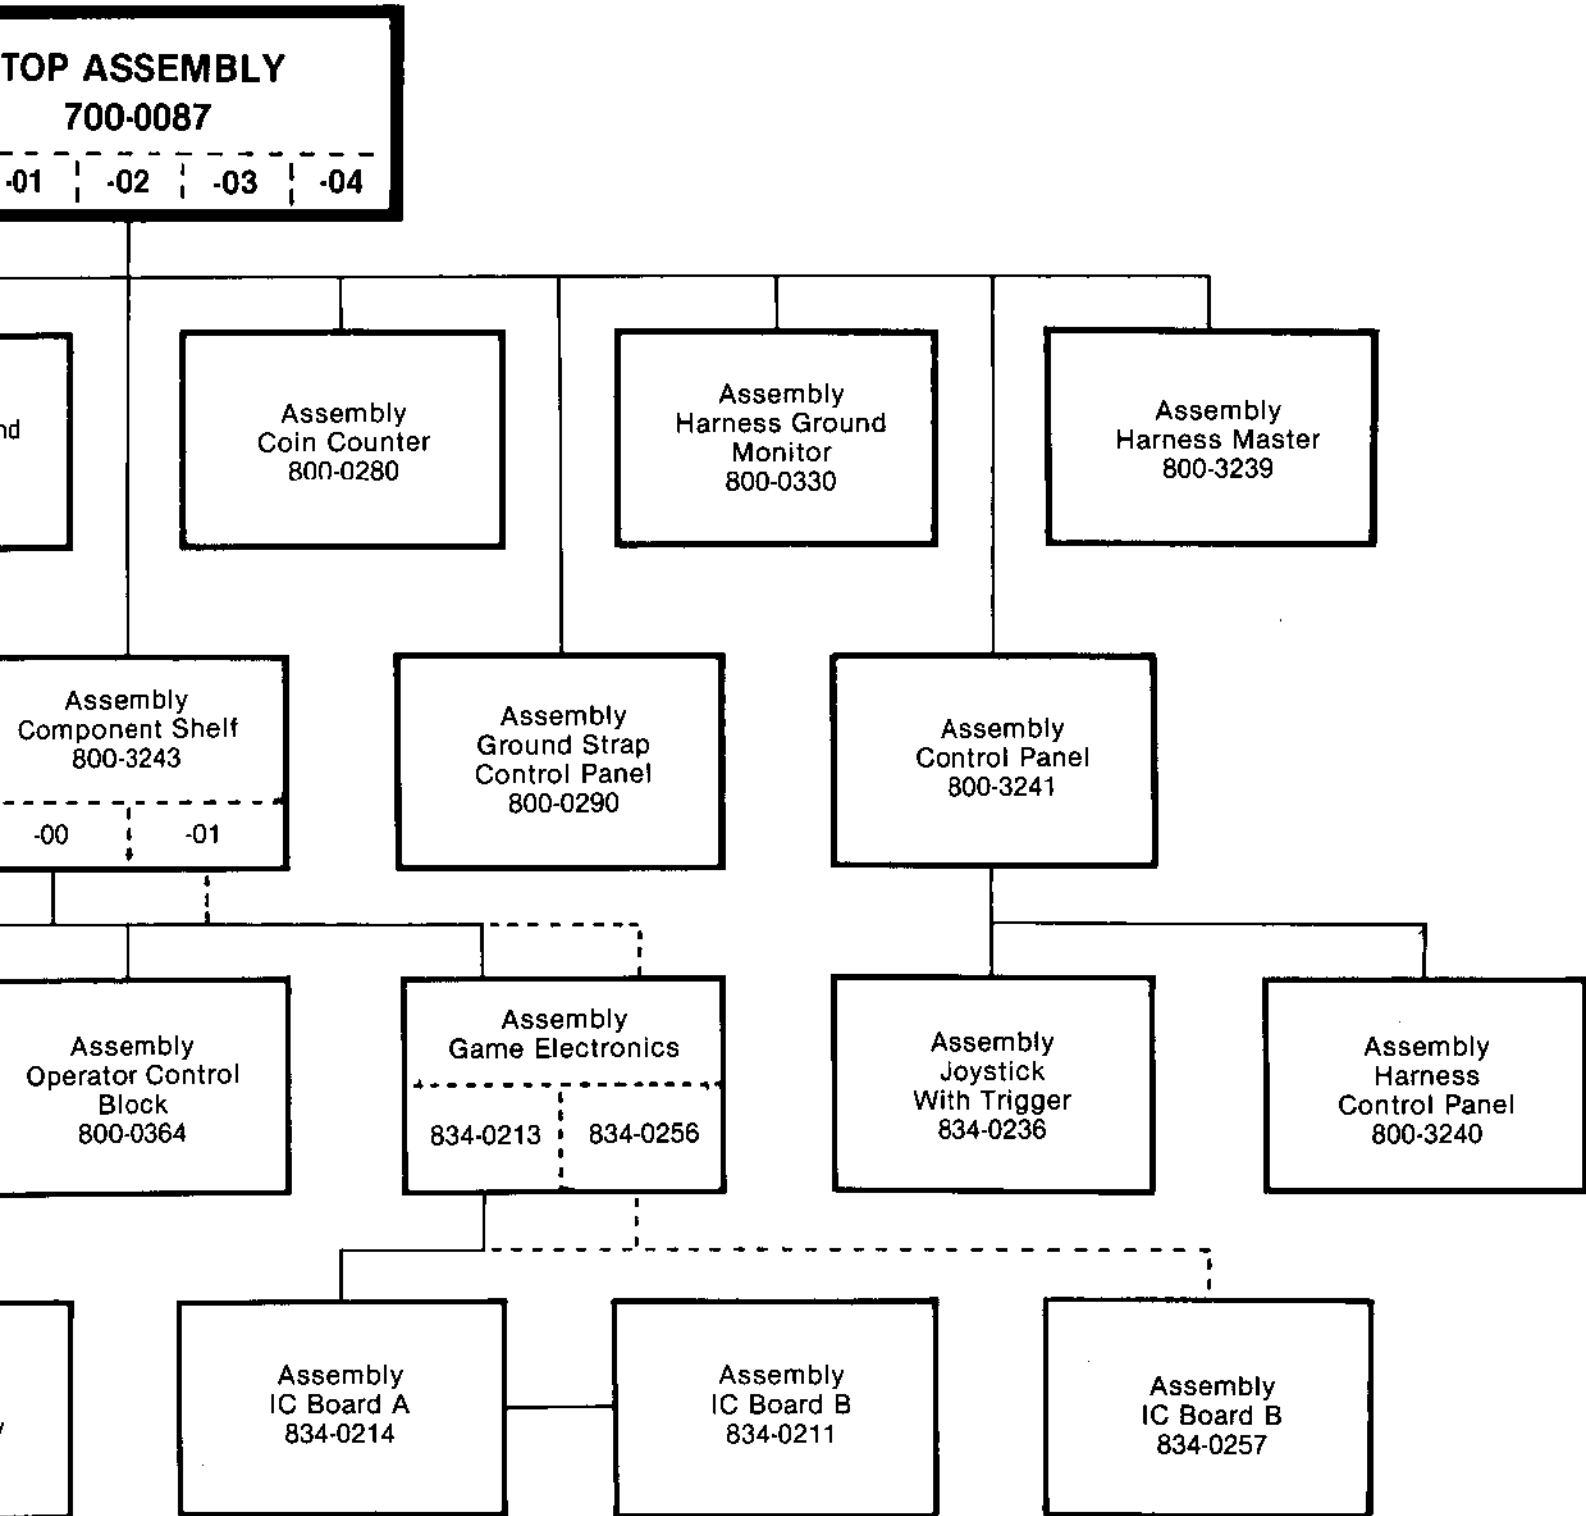 TOP ASSEMBLY
700-0087
-01 -02 -03 -04
nd
Assembly
Coin Counter
800-0280
Assembly
Harness Ground
Monitor
800-0330
Assembly
Harness Master
800-3239
Assembly
Component Shelf
800-3243
-00 -01
Assembly
Ground Strap
Control Panel
800-0290
Assembly
Control Panel
800-3241
Assembly
Operator Control
Block
800-0364
Assembly
Game Electronics
834-0213 834-0256
Assembly
Joystick
With Trigger
834-0236
Assembly
Harness
Control Panel
800-3240
Assembly
IC Board A
834-0214
Assembly
IC Board B
834-0211
Assembly
IC Board B
834-0257